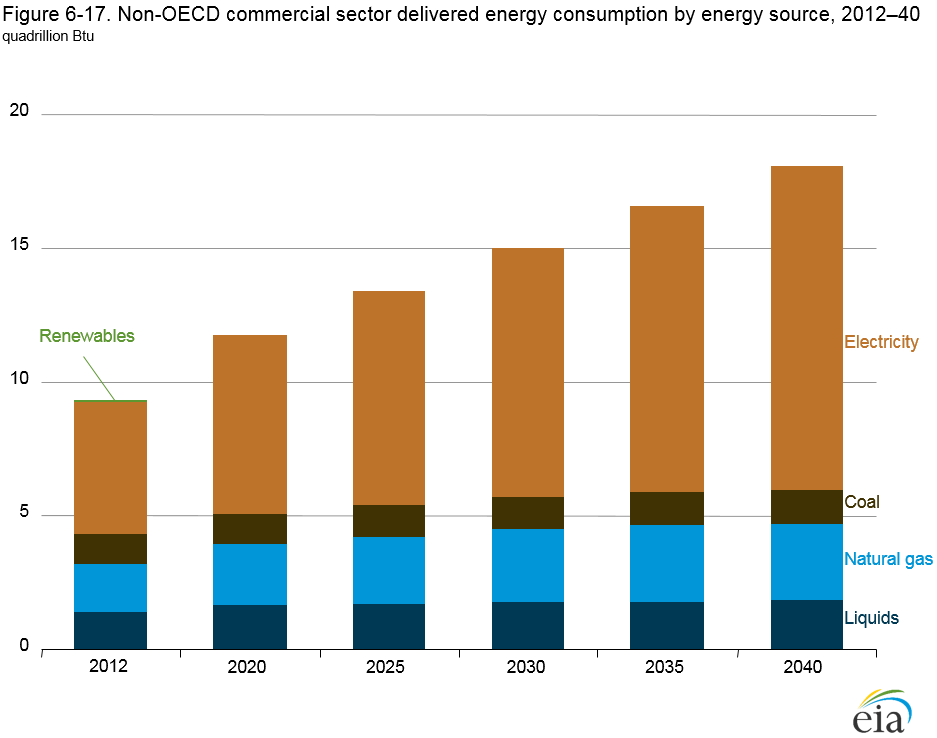 Figure 6-17. Non-OECD commercial sector delivered energy consumption by energy source, 2012–40
quadrillion Btu
20
15
Renewables
Electricity
10
Coal
5
Natural gas
Liquids
0
2012 2020 2025 2030 2035 2040
eia